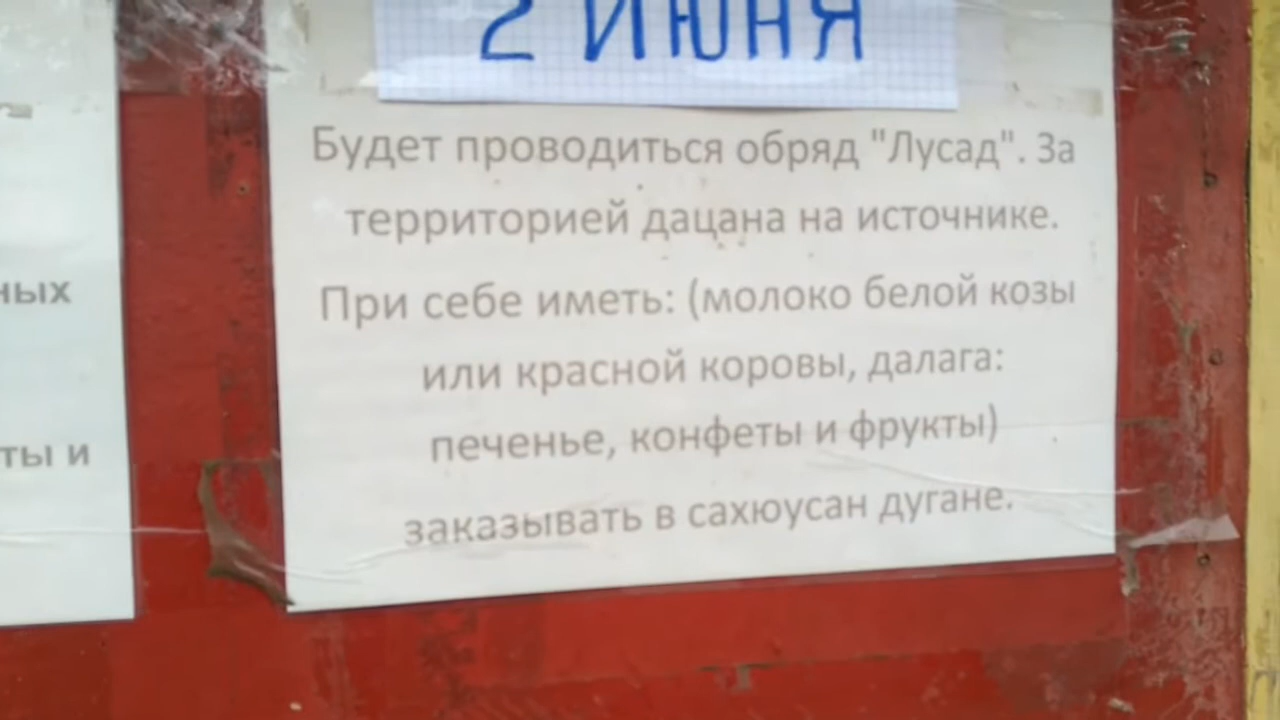 2 ИЮНЯ
Будет проводиться обряд "Лусад". За
территорией дацана на источнике.
При себе иметь: (молоко белой козы
или красной коровы, далага:
печенье, конфеты и фрукты)
заказывать в сахюусан дугане.
ных
ты и